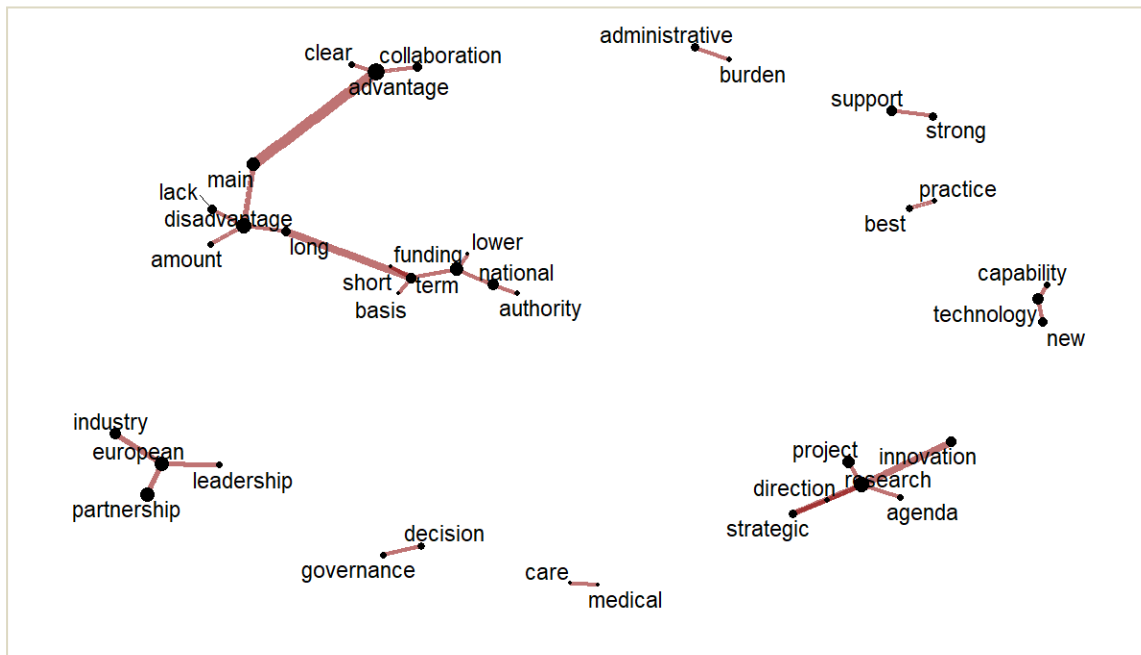 administrative
burden
clear
collaboration
advantage
support
strong
main
lack
disadvantage
long
amount
practice
best
funding
lower
short
term
national
basis
authority
capability
technology
new
industry
european
leadership
partnership
project
innovation
research
direction
strategic
agenda
decision
governance
care
medical